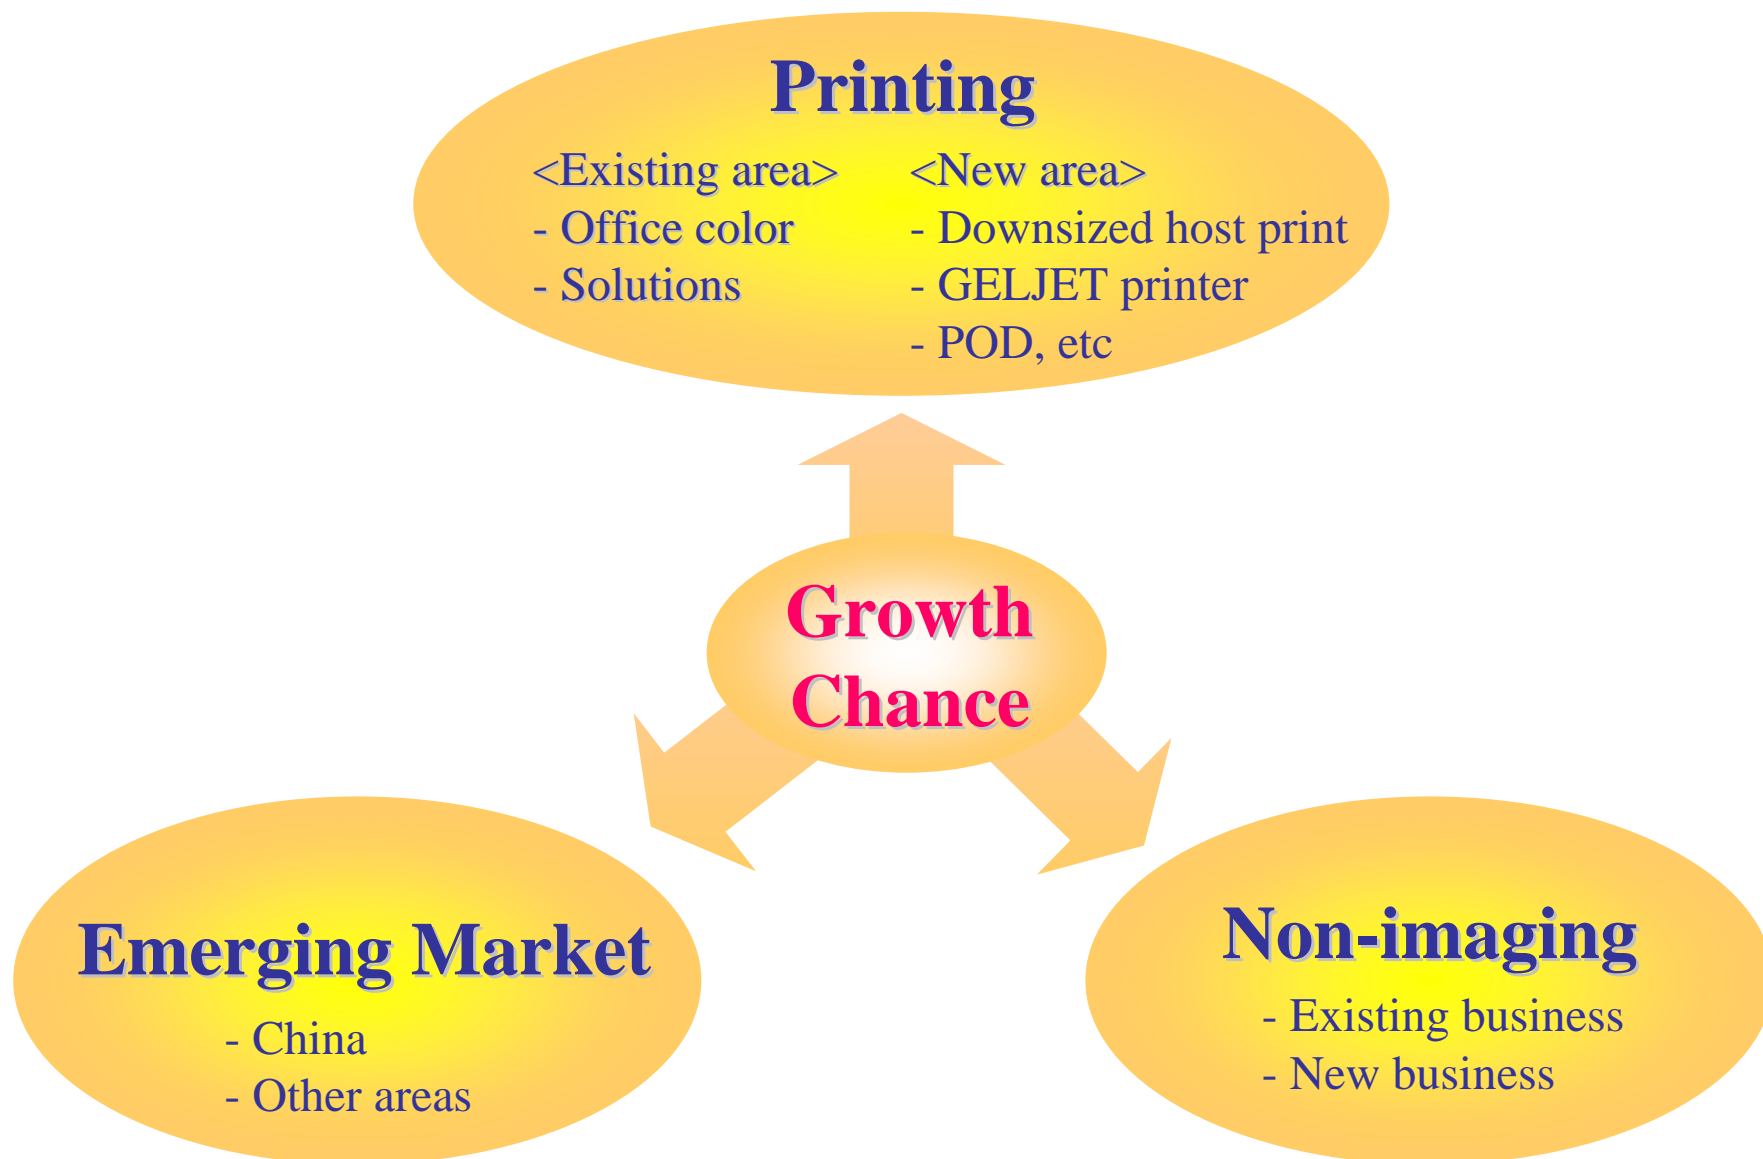 Printing
<Existing area>
- Office color
- Solutions
<New area>
- Downsized host print
- GELJET printer
- POD, etc
Growth
Chance
Emerging Market
- China
- Other areas
Non-imaging
- Existing business
- New business